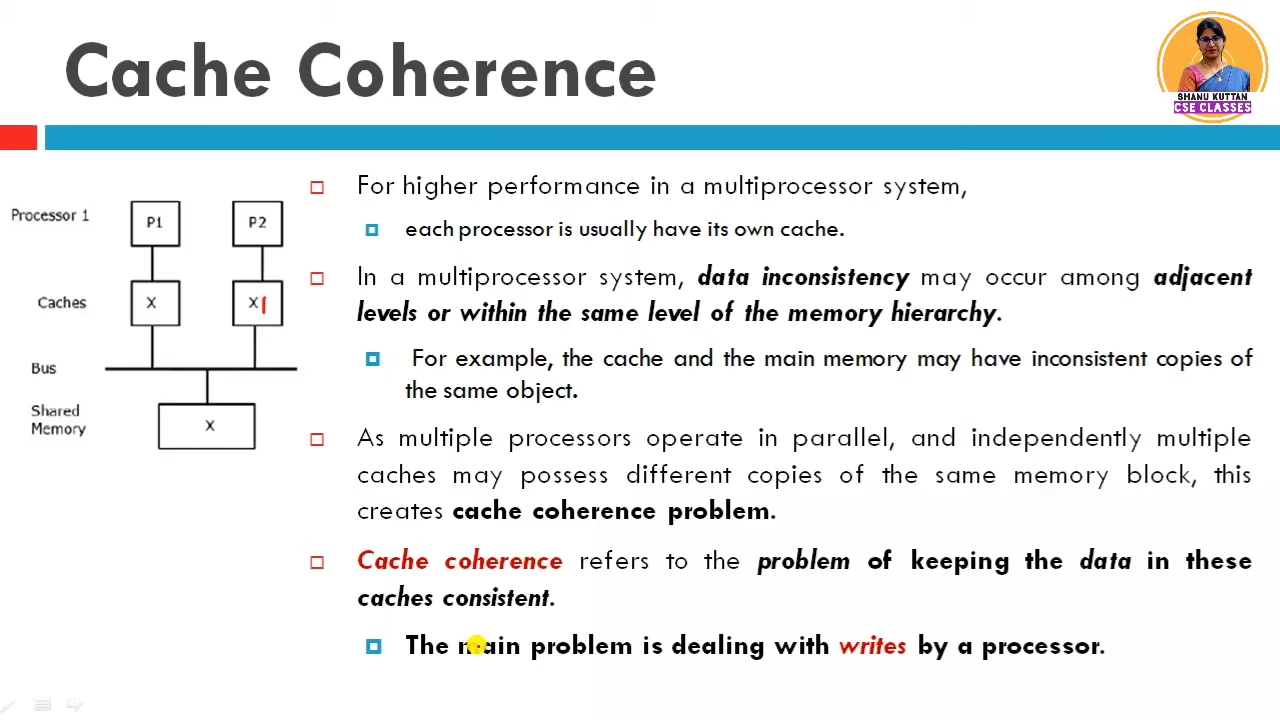 Cache Coherence
SHANU KUTTAN
CSE CLASSES
Processor 1
P1
P2
Caches
X
X1
Bus
Shared
Memory
X
For higher performance in a multiprocessor system,
each processor is usually have its own cache.
In a multiprocessor system, data inconsistency may occur among adjacent
levels or within the same level of the memory hierarchy.
For example, the cache and the main memory may have inconsistent copies of
the same object.
As multiple processors operate in parallel, and independently multiple
caches may possess different copies of the same memory block, this
creates cache coherence problem.
Cache coherence refers to the problem of keeping the data in these
caches consistent.
The main problem is dealing with writes by a processor.